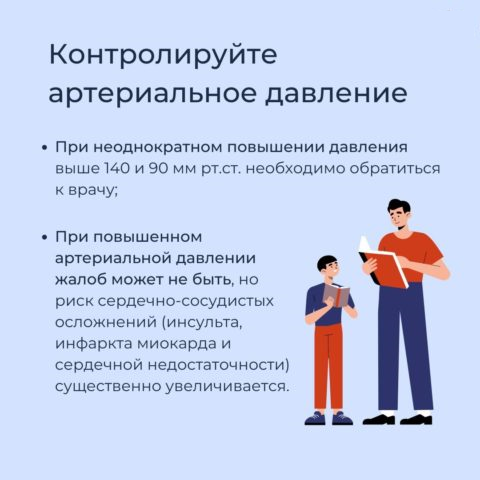 Контролируйте
артериальное давление
• При неоднократном повышении давления
выше 140 и 90 мм рт.ст. необходимо обратиться
к врачу;
• При повышенном
артериальной давлении
жалоб может не быть, но
риск сердечно-сосудистых
осложнений (инсульта,
инфаркта миокарда и
сердечной недостаточности)
существенно увеличивается.